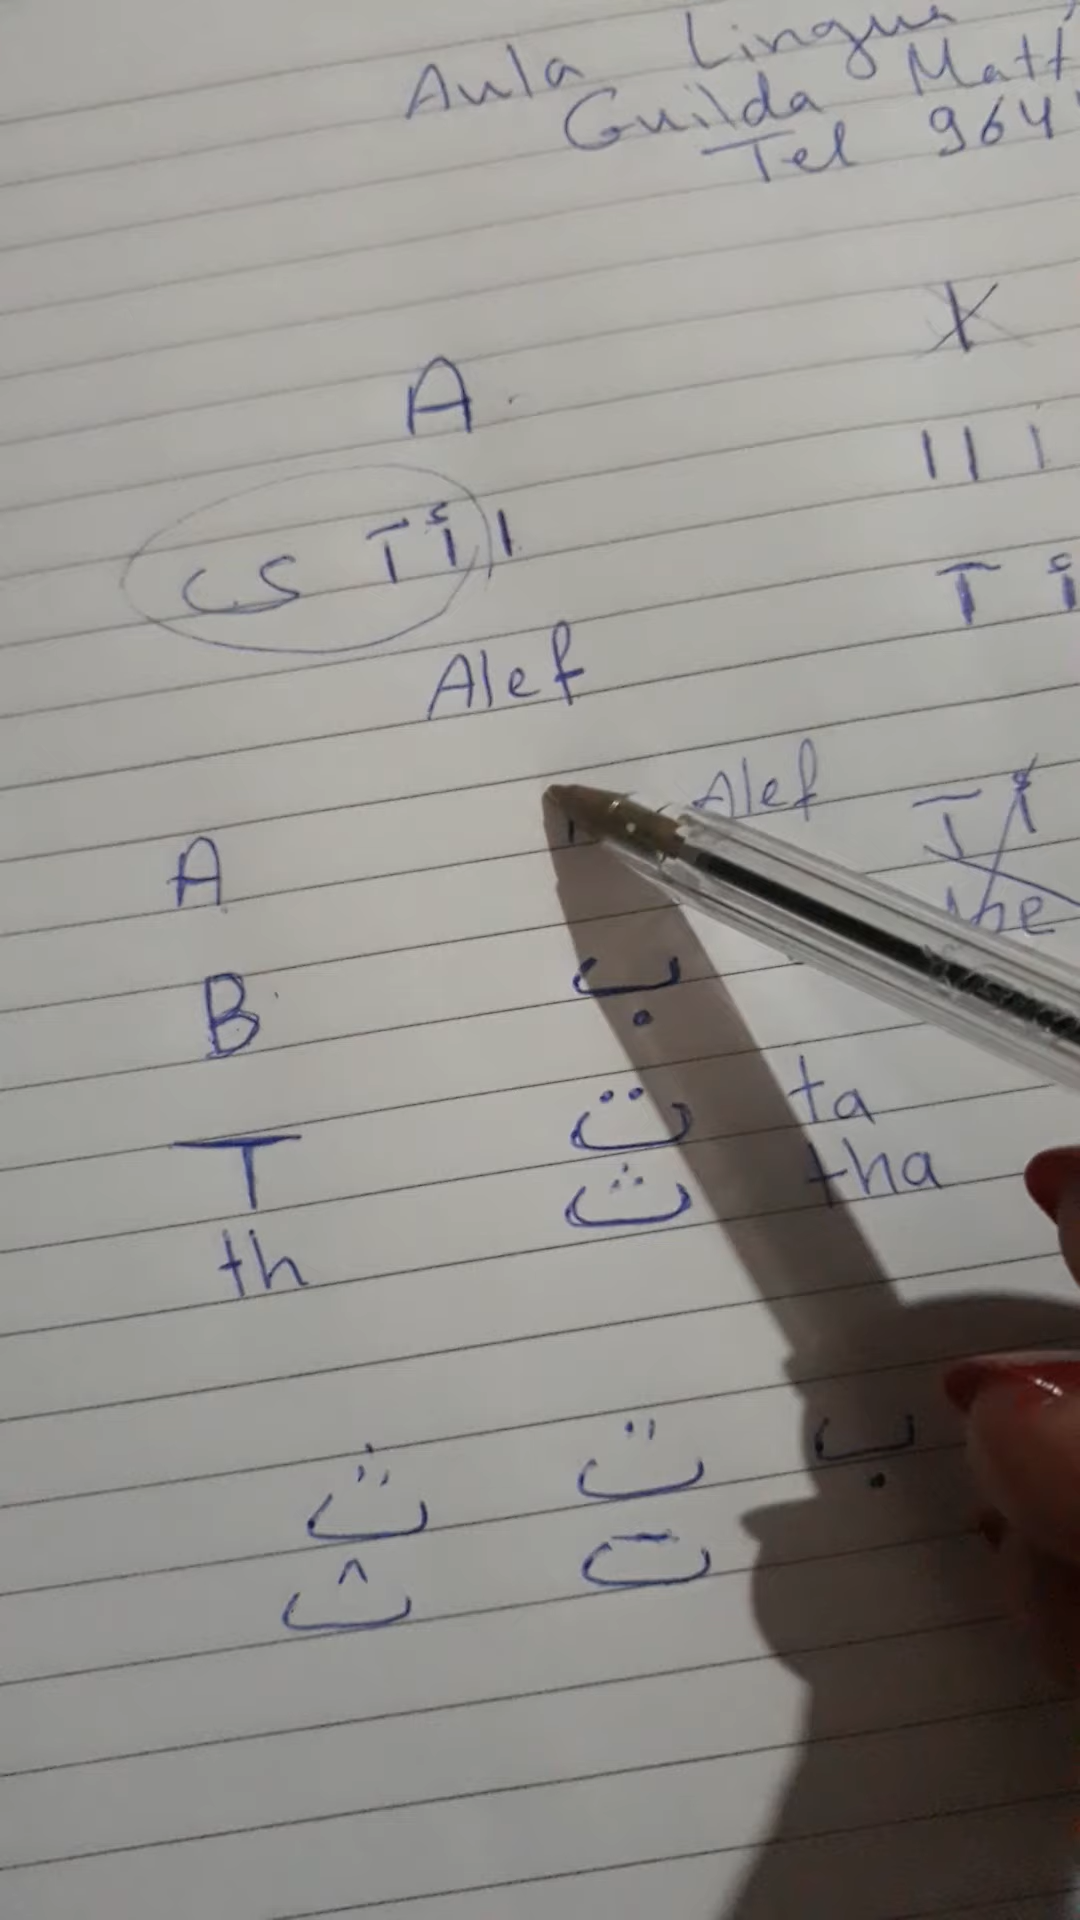 Aula Lingua
Guilda Matt
Tel 964
A
ا أ آ ى
ا ا ا
أ آ
Alef
Alef
A ا
B ب
T ت ta
th ث tha
ب ت ث